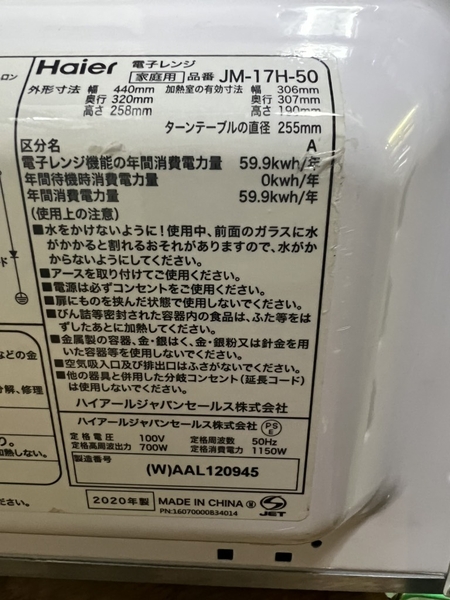 ロン
Haier 電子レンジ
家庭用 品番 JM-17H-50
外形寸法 幅 440mm 加熱室の有効寸法 幅 306mm
奥行 320mm 奥行 307mm
高さ 258mm 高さ 190mm
ターンテーブルの直径 255mm
区分名 A
電子レンジ機能の年間消費電力量 59.9kwh/年
年間待機時消費電力量 0kwh/年
年間消費電力量 59.9kwh/年
(使用上の注意)
■水をかけないように!使用中、前面のガラスに水
がかかると割れるおそれがありますので、水がか
からないようにしてください。
■アースを取り付けてご使用ください。
■電源は必ずコンセントをご使用ください。
■扉にものを挟んだ状態で使用しないでください。
■びん詰等密封された容器内の食品は、ふた等をは
ずしたあとに加熱してください。
■金属製の容器、金・銀はく、金・銀粉又は針金を用
いた容器等を使用しないでください。
■空気吸入口及び排出口はふさがないでください。
■他の器具と併用した分岐コンセント(延長コード)
は使用しないでください。
ハイアールジャパンセールス株式会社
ハイアールジャパンセールス株式会社
PS
E
定格電圧 100V 定格周波数 50Hz
定格高周波出力 700W 定格消費電力 1150W
製造番号
(W)AAL120945
2020年製 MADE IN CHINA
JET
PN:16070000834014
ド
などの金
分解、修理
り。
加熱しない。